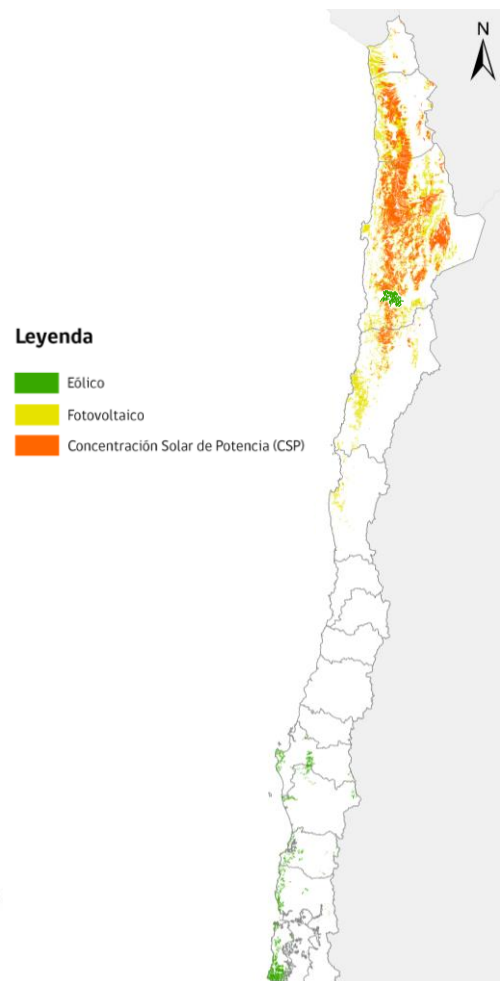 N
Leyenda
Eólico
Fotovoltaico
Concentración Solar de Potencia (CSP)